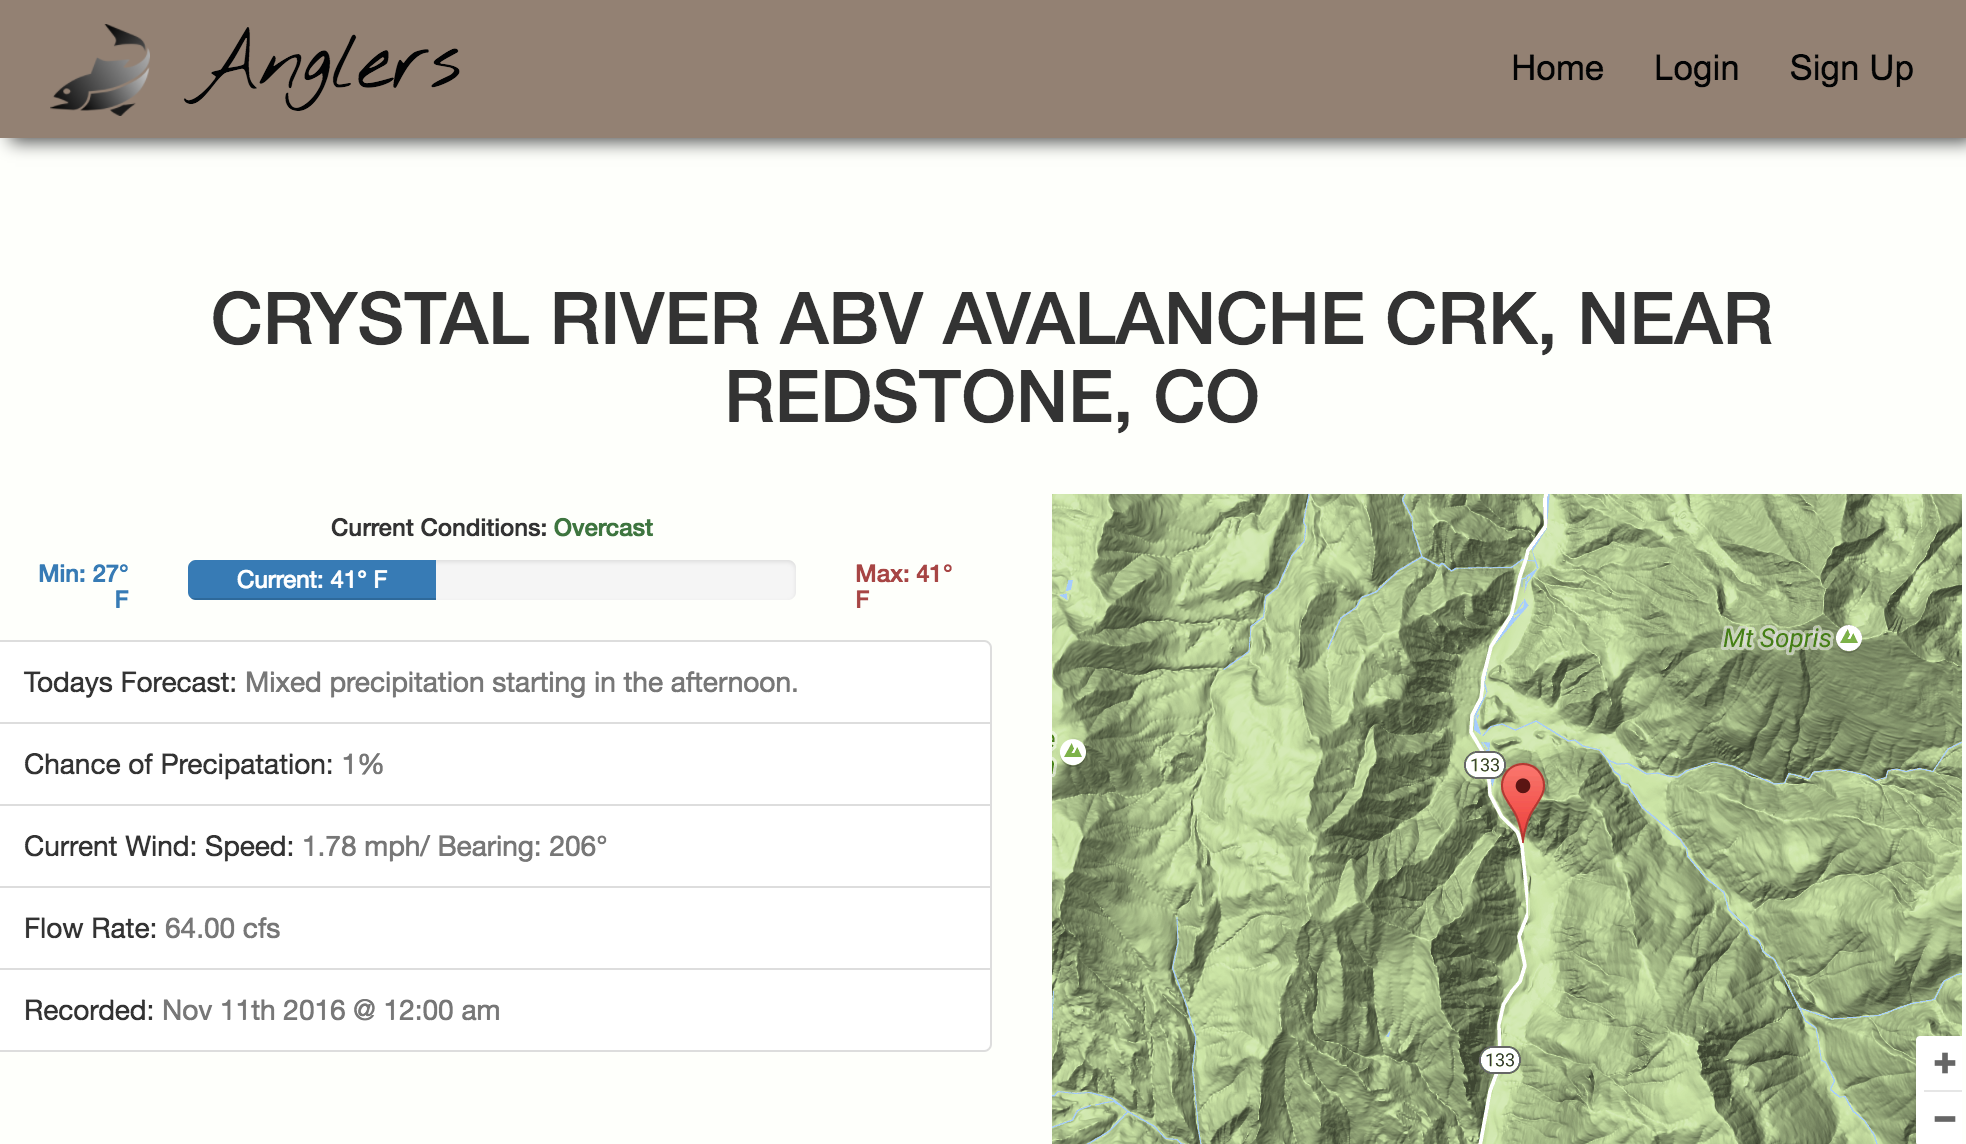 Anglers
Home Login Sign Up
CRYSTAL RIVER ABV AVALANCHE CRK, NEAR
REDSTONE, CO
Current Conditions: Overcast
Min: 27°
F
Current: 41° F
Max: 41°
F
Todays Forecast: Mixed precipitation starting in the afternoon.
Chance of Precipatation: 1%
Current Wind: Speed: 1.78 mph/ Bearing: 206°
Flow Rate: 64.00 cfs
Recorded: Nov 11th 2016 @ 12:00 am
Mt Sopris
133
133
+
−